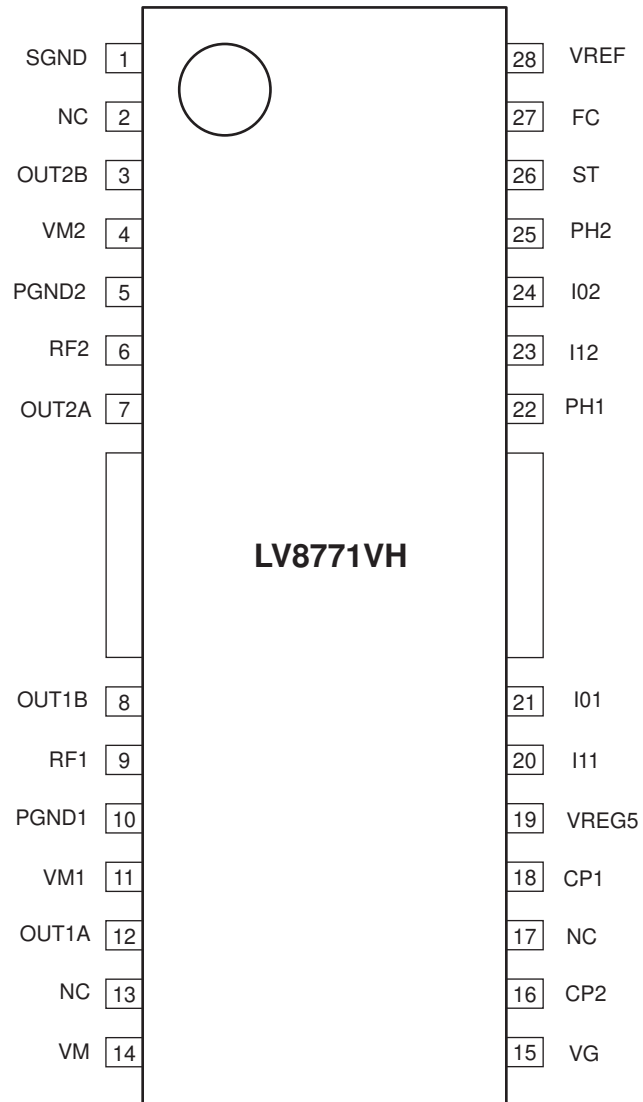 SGND 1 28 VREF
NC 2 27 FC
OUT2B 3 26 ST
VM2 4 25 PH2
PGND2 5 24 I02
RF2 6 23 I12
OUT2A 7 22 PH1
LV8771VH
OUT1B 8 21 I01
RF1 9 20 I11
PGND1 10 19 VREG5
VM1 11 18 CP1
OUT1A 12 17 NC
NC 13 16 CP2
VM 14 15 VG